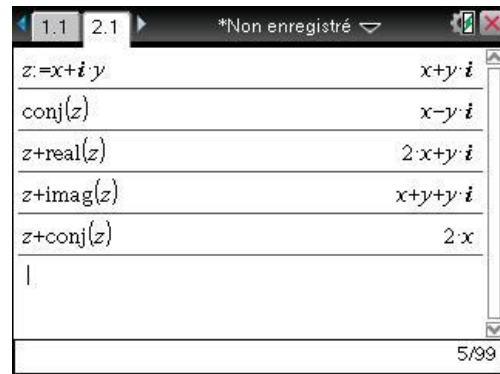 1.1 2.1 *Non enregistré
z:=x+i·y x+y·i
conj(z) x−y·i
z+real(z) 2·x+y·i
z+imag(z) x+y+y·i
z+conj(z) 2·x
5/99